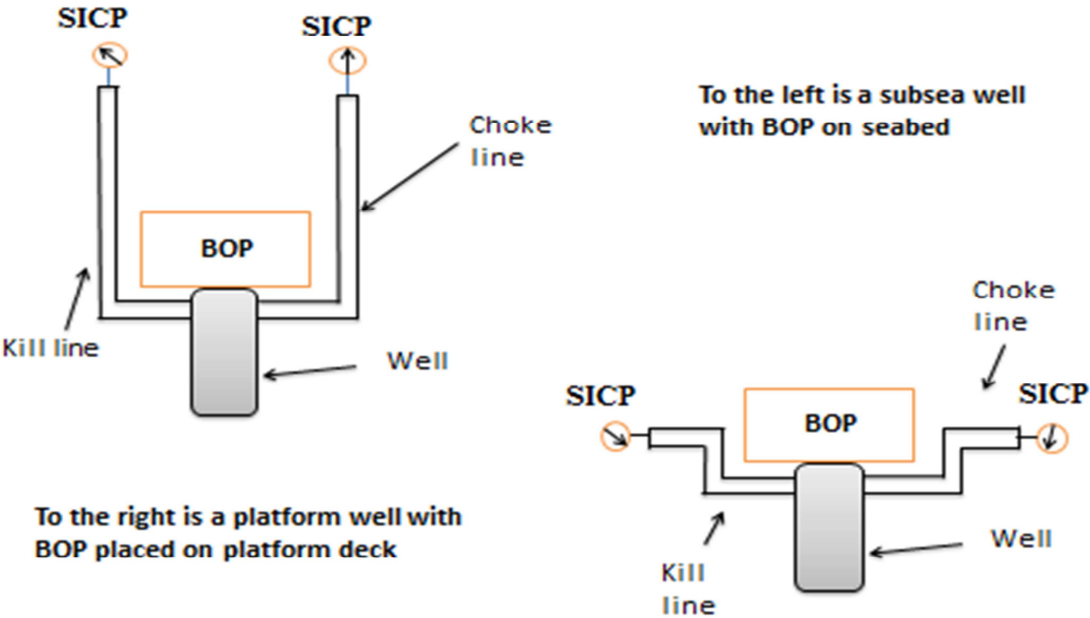 SICP
SICP
To the left is a subsea well
with BOP on seabed
Choke
line
BOP
Kill line
Well
Choke
line
SICP
SICP
BOP
To the right is a platform well with
BOP placed on platform deck
Well
Kill
line